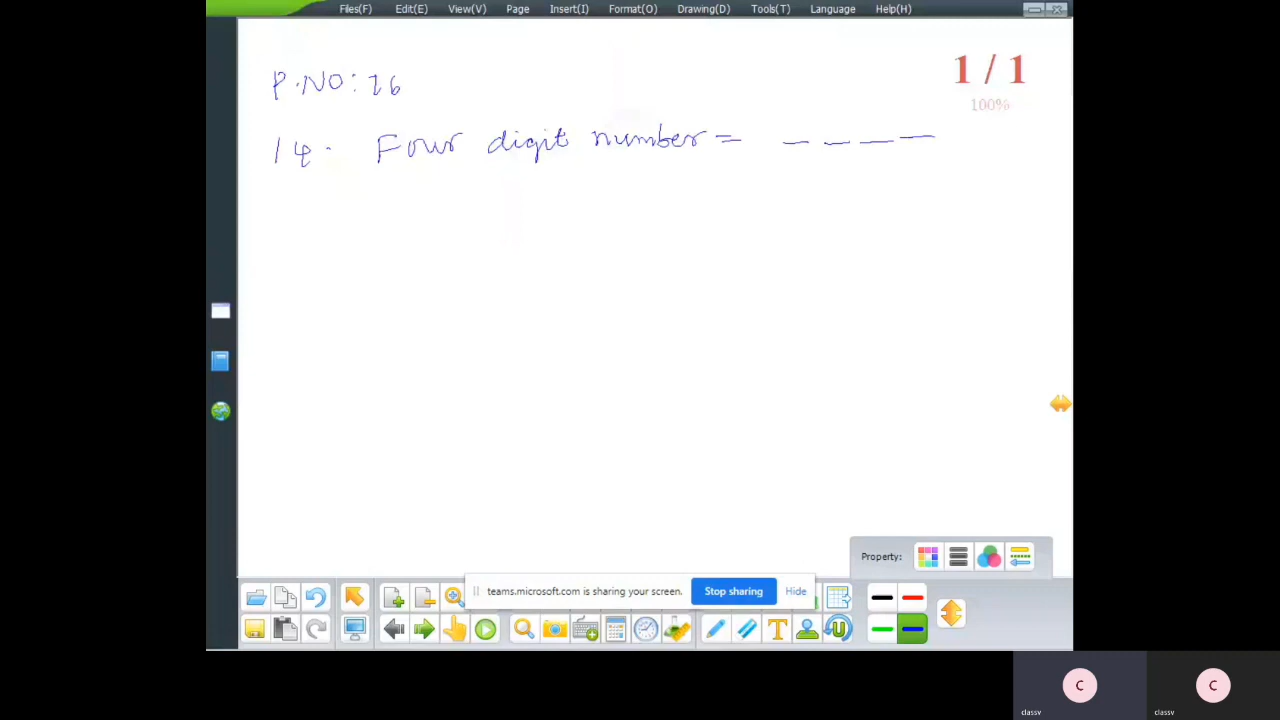 Files(F) Edit(E) View(V) Page Insert(I) Format(O) Drawing(D) Tools(T) Language Help(H)
P.NO: 26
1 / 1
100%
14. Four digit number = _ _ _ _
Property:
teams.microsoft.com is sharing your screen. Stop sharing Hide
classv classv
C C